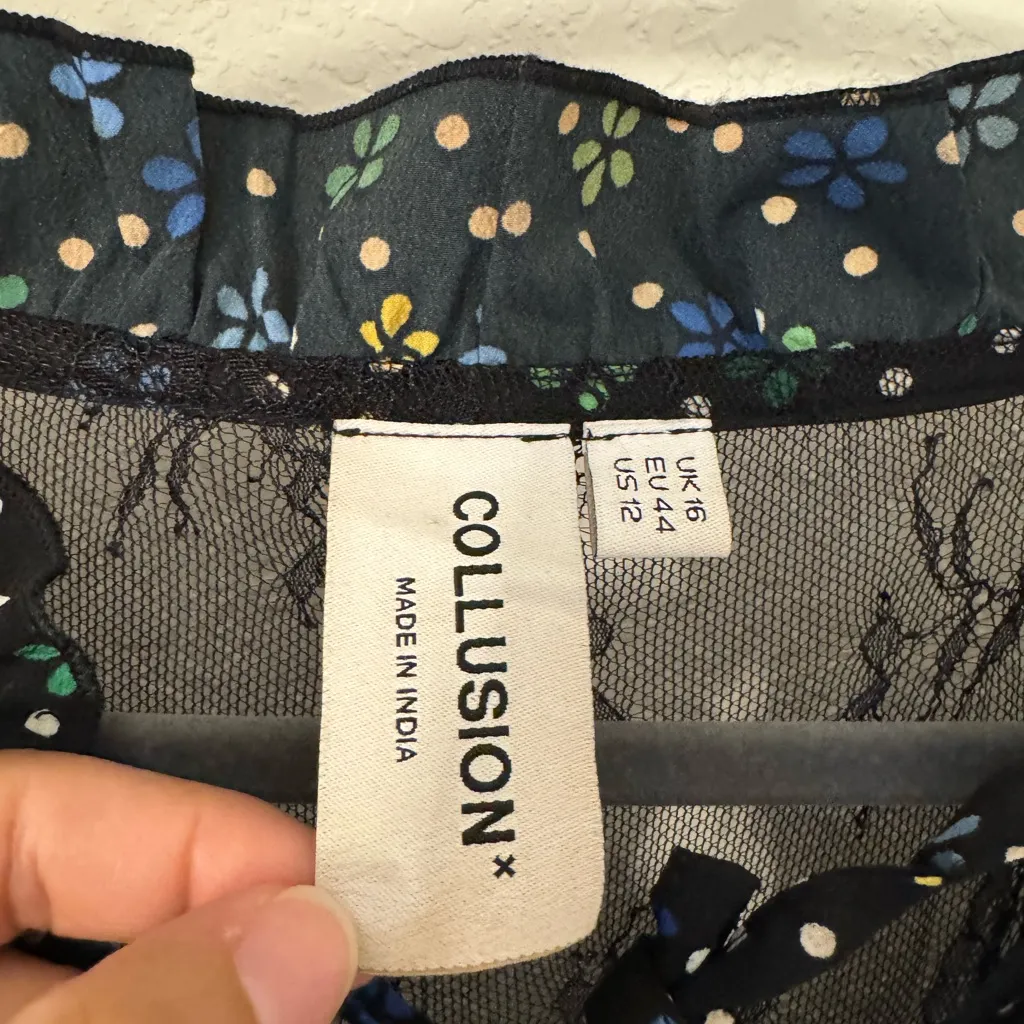 COLLUSION×
MADE IN INDIA
UK 16
EU 44
US 12